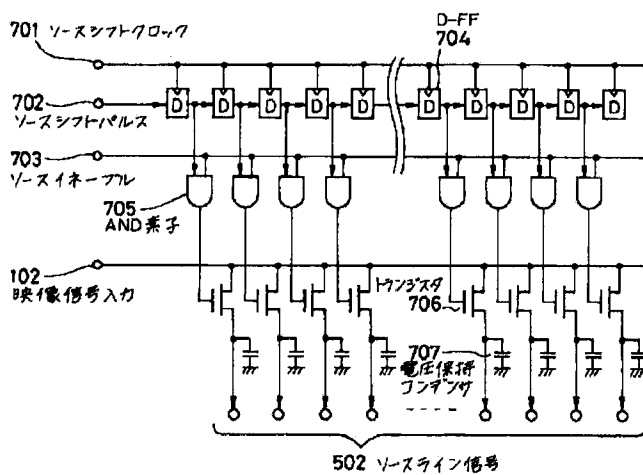 701 ソースシフトクロック
D-FF
704
D D D D D D D D D D
702
ソースシフトパルス
703
ソースイネーブル
705
AND素子
102
映像信号入力
トランジスタ
706
707
電圧保持
コンデンサ
502 ソースライン信号